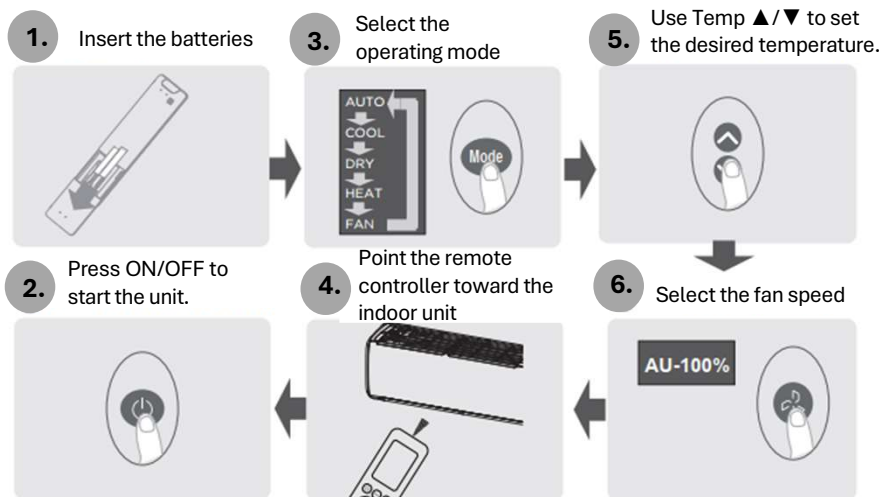 1.
Insert the batteries
3.
Select the
operating mode
5.
Use Temp ▲/▼ to set
the desired temperature.
AUTO
COOL
DRY
HEAT
FAN
Mode
2.
Press ON/OFF to
start the unit.
4.
Point the remote
controller toward the
indoor unit
6.
Select the fan speed
AU-100%